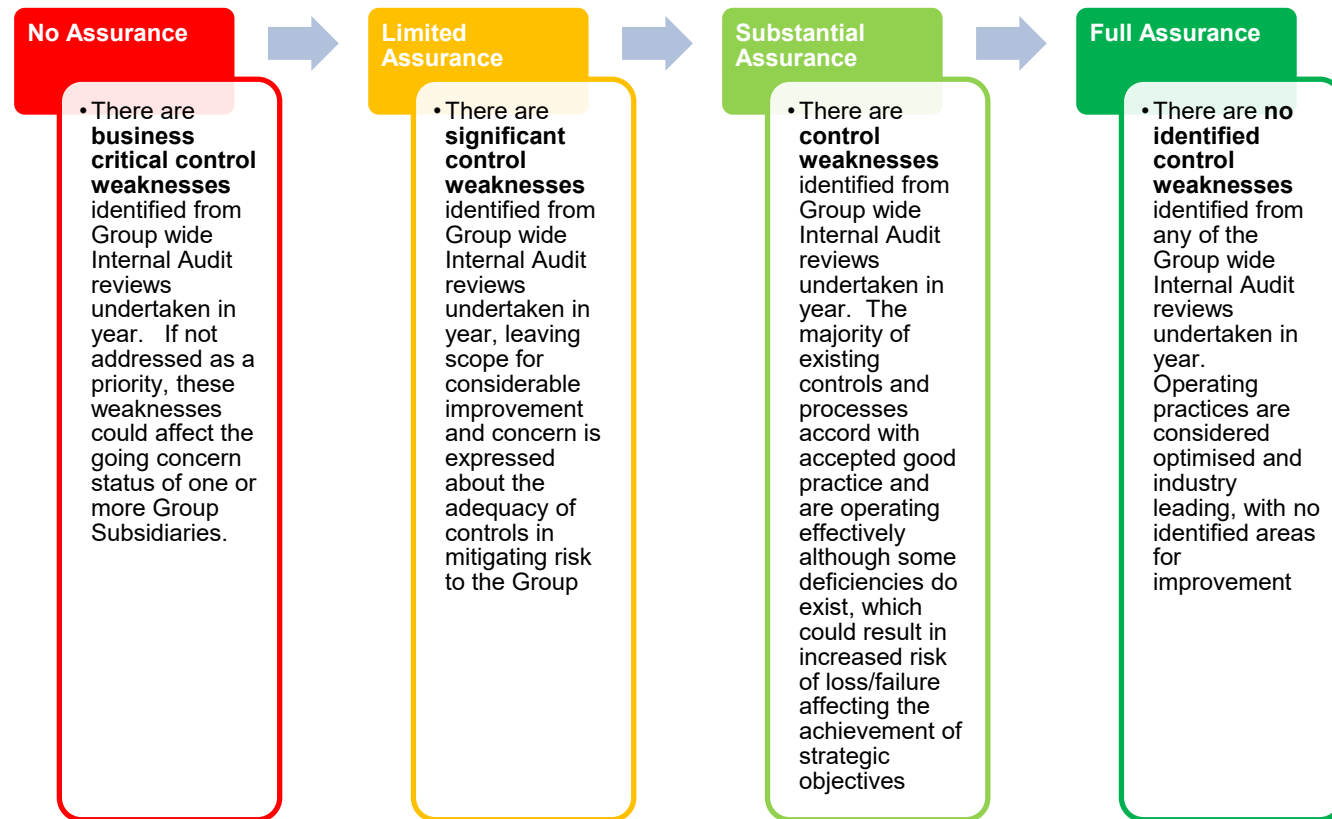 No Assurance
• There are
business
critical control
weaknesses
identified from
Group wide
Internal Audit
reviews
undertaken in
year.   If not
addressed as a
priority, these
weaknesses
could affect the
going concern
status of one or
more Group
Subsidiaries.
Limited
Assurance
• There are
significant
control
weaknesses
identified from
Group wide
Internal Audit
reviews
undertaken in
year, leaving
scope for
considerable
improvement
and concern is
expressed
about the
adequacy of
controls in
mitigating risk
to the Group
Substantial
Assurance
• There are
control
weaknesses
identified from
Group wide
Internal Audit
reviews
undertaken in
year.  The
majority of
existing
controls and
processes
accord with
accepted good
practice and
are operating
effectively
although some
deficiencies do
exist, which
could result in
increased risk
of loss/failure
affecting the
achievement of
strategic
objectives
Full Assurance
• There are no
identified
control
weaknesses
identified from
any of the
Group wide
Internal Audit
reviews
undertaken in
year.
Operating
practices are
considered
optimised and
industry
leading, with no
identified areas
for
improvement